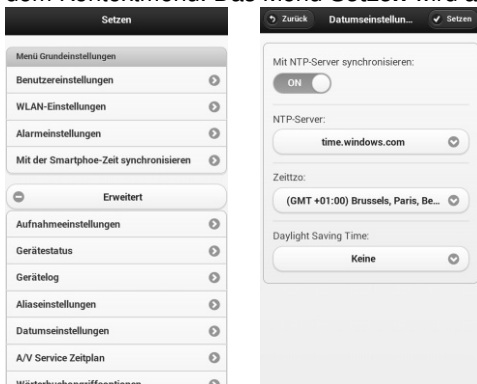 Setzen
Menü Grundeinstellungen
Benutzereinstellungen
WLAN-Einstellungen
Alarmeinstellungen
Mit der Smartphoe-Zeit synchronisieren
Erweitert
Aufnahmeeinstellungen
Gerätestatus
Gerätelog
Aliaseinstellungen
Datumseinstellungen
A/V Service Zeitplan
Zurück Datumseinstellun... Setzen
Mit NTP-Server synchronisieren:
ON
NTP-Server:
time.windows.com
Zeittzo:
(GMT +01:00) Brussels, Paris, Be...
Daylight Saving Time:
Keine